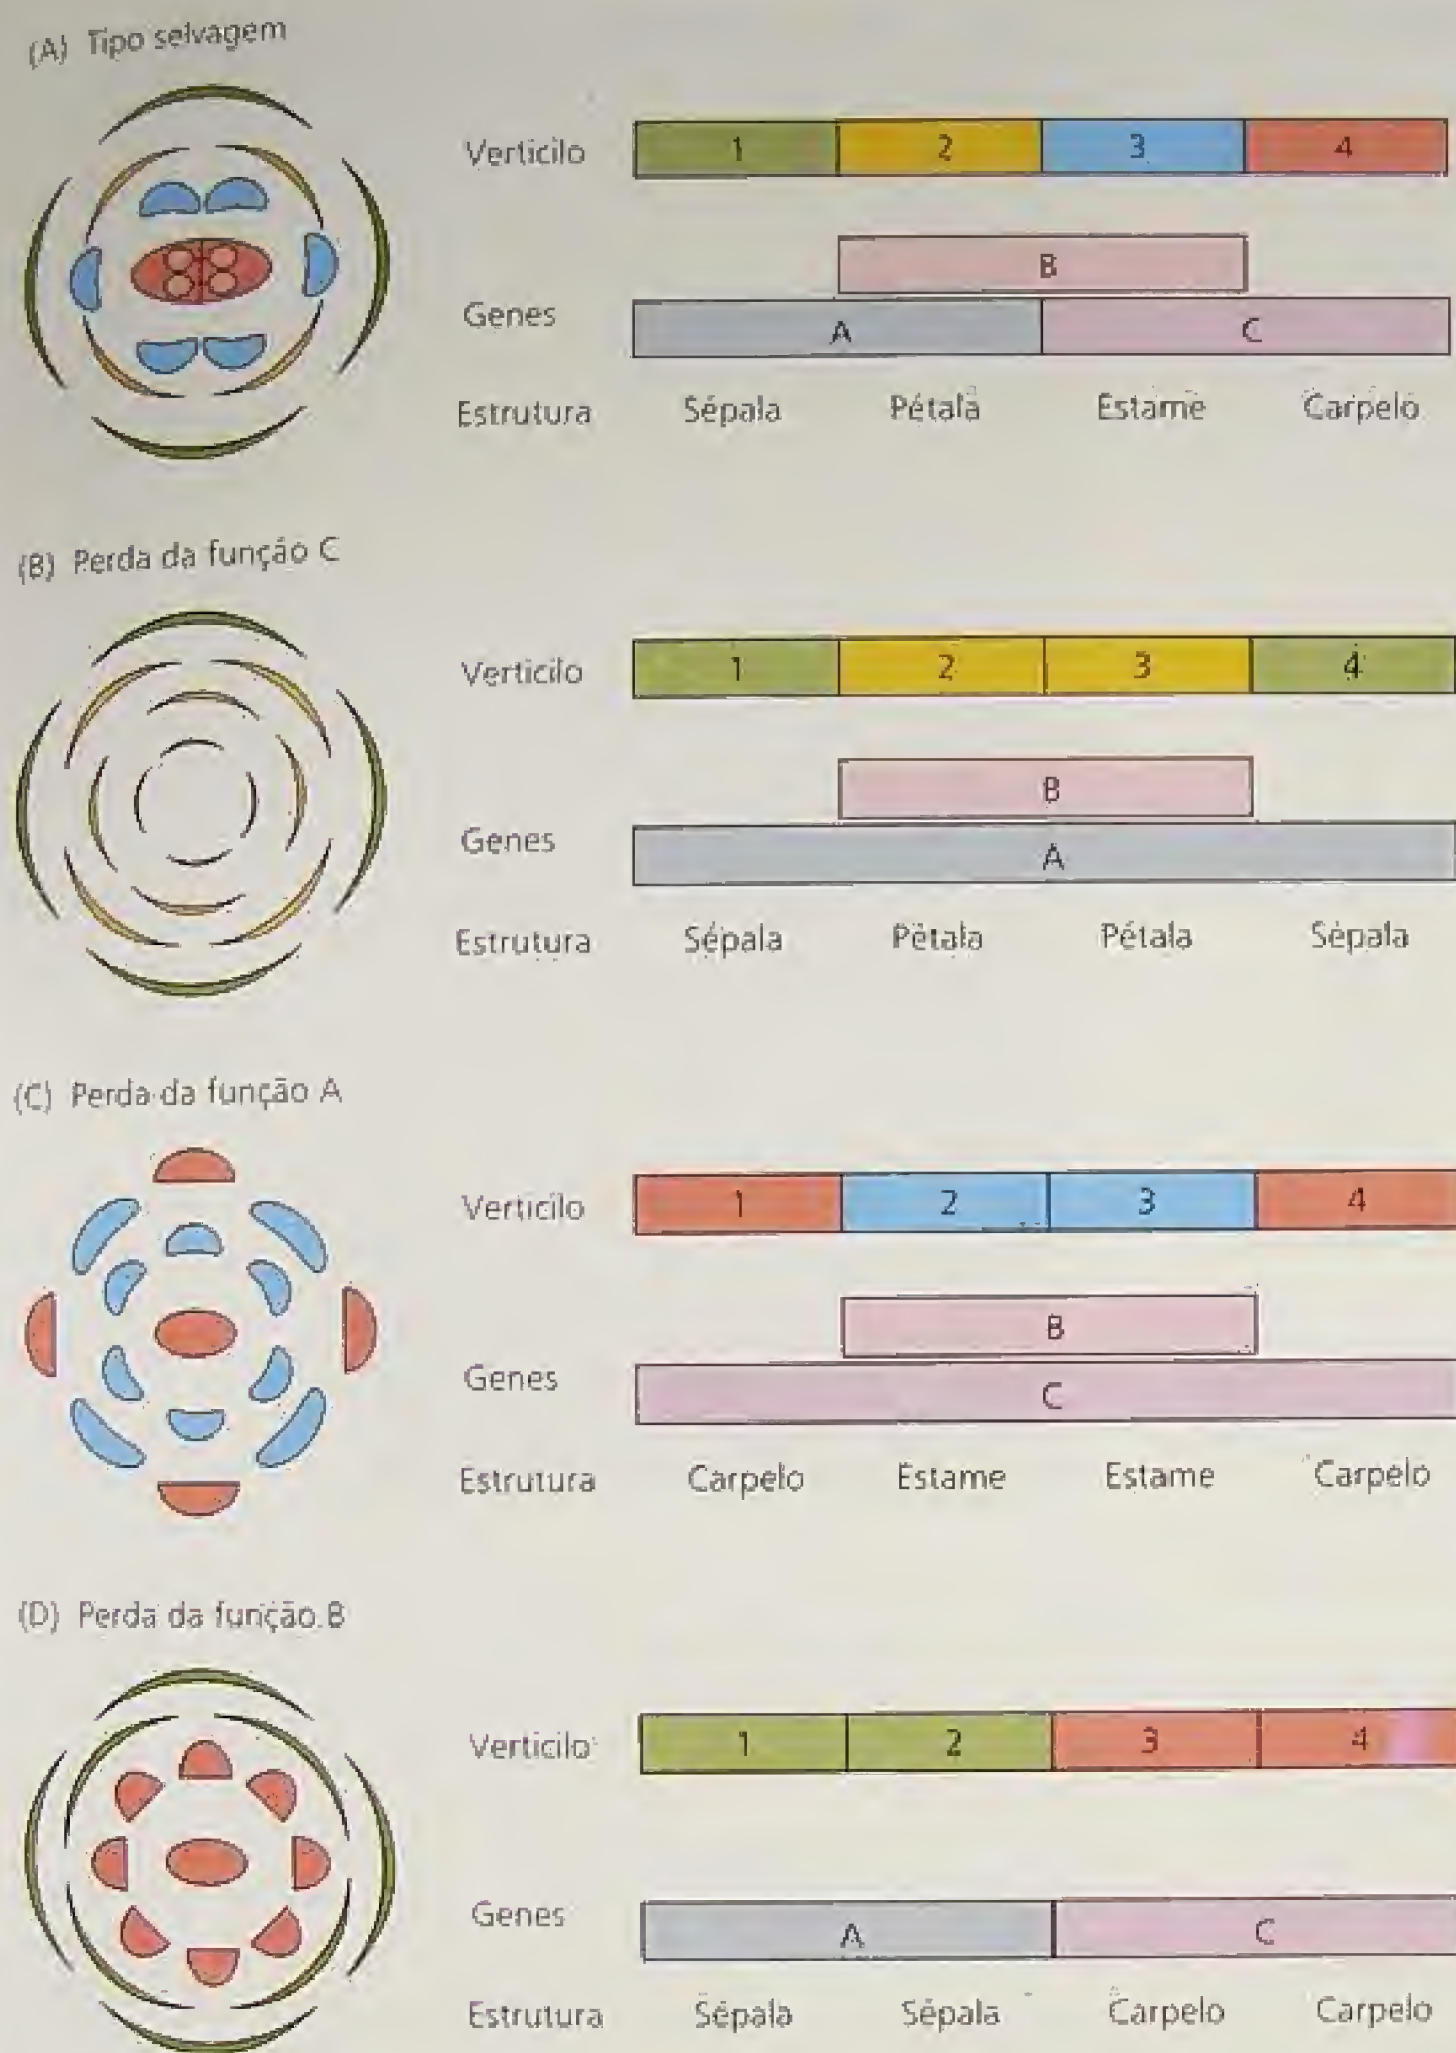 (A) Tipo selvagem
Verticilo 1 2 3 4
B
Genes A C
Estrutura Sépala Pétala Estame Carpelo
(B) Perda da função C
Verticilo 1 2 3 4
B
Genes A
Estrutura Sépala Pétala Pétala Sépala
(C) Perda da função A
Verticilo 1 2 3 4
B
Genes C
Estrutura Carpelo Estame Estame Carpelo
(D) Perda da função B
Verticilo 1 2 3 4
Genes A C
Estrutura Sépala Sépala Carpelo Carpelo